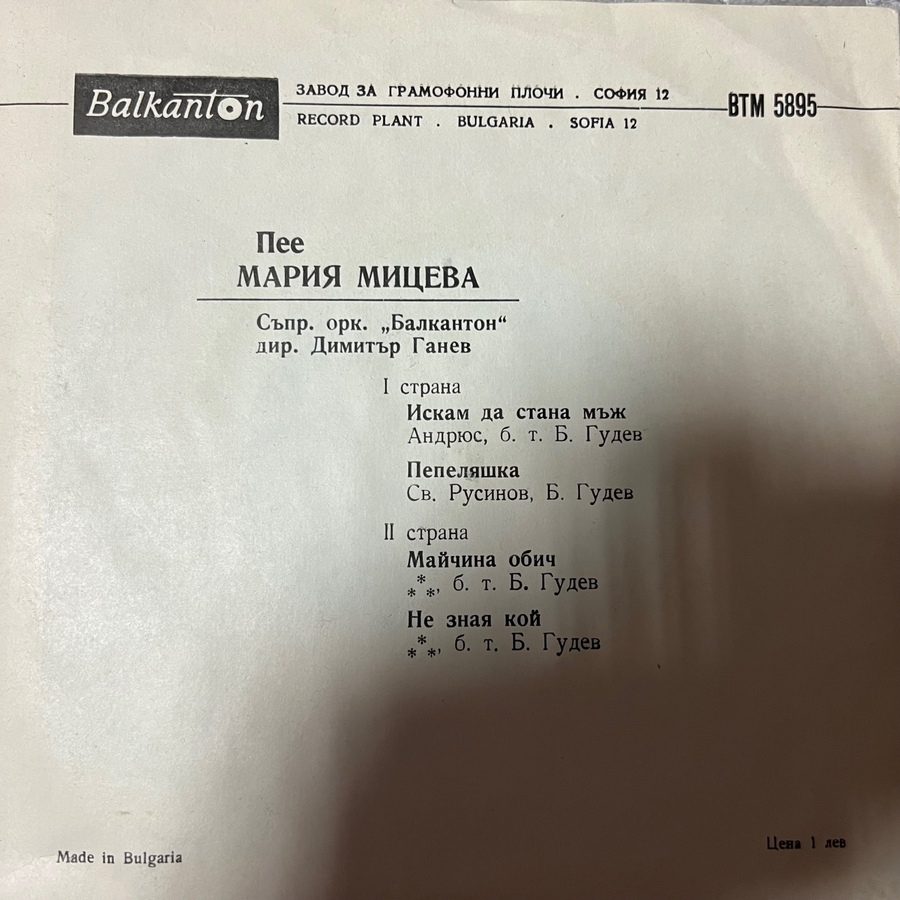 Balkanton
ЗАВОД ЗА ГРАМОФОННИ ПЛОЧИ . СОФИЯ 12
RECORD PLANT . BULGARIA . SOFIA 12
ВТМ 5895
Пее
МАРИЯ МИЦЕВА
Съпр. орк. „Балкантон“
дир. Димитър Ганев
I страна
Искам да стана мъж
Андрюс, б. т. Б. Гудев
Пепеляшка
Св. Русинов, Б. Гудев
II страна
Майчина обич
***, б. т. Б. Гудев
Не зная кой
***, б. т. Б. Гудев
Made in Bulgaria
Цена 1 лев